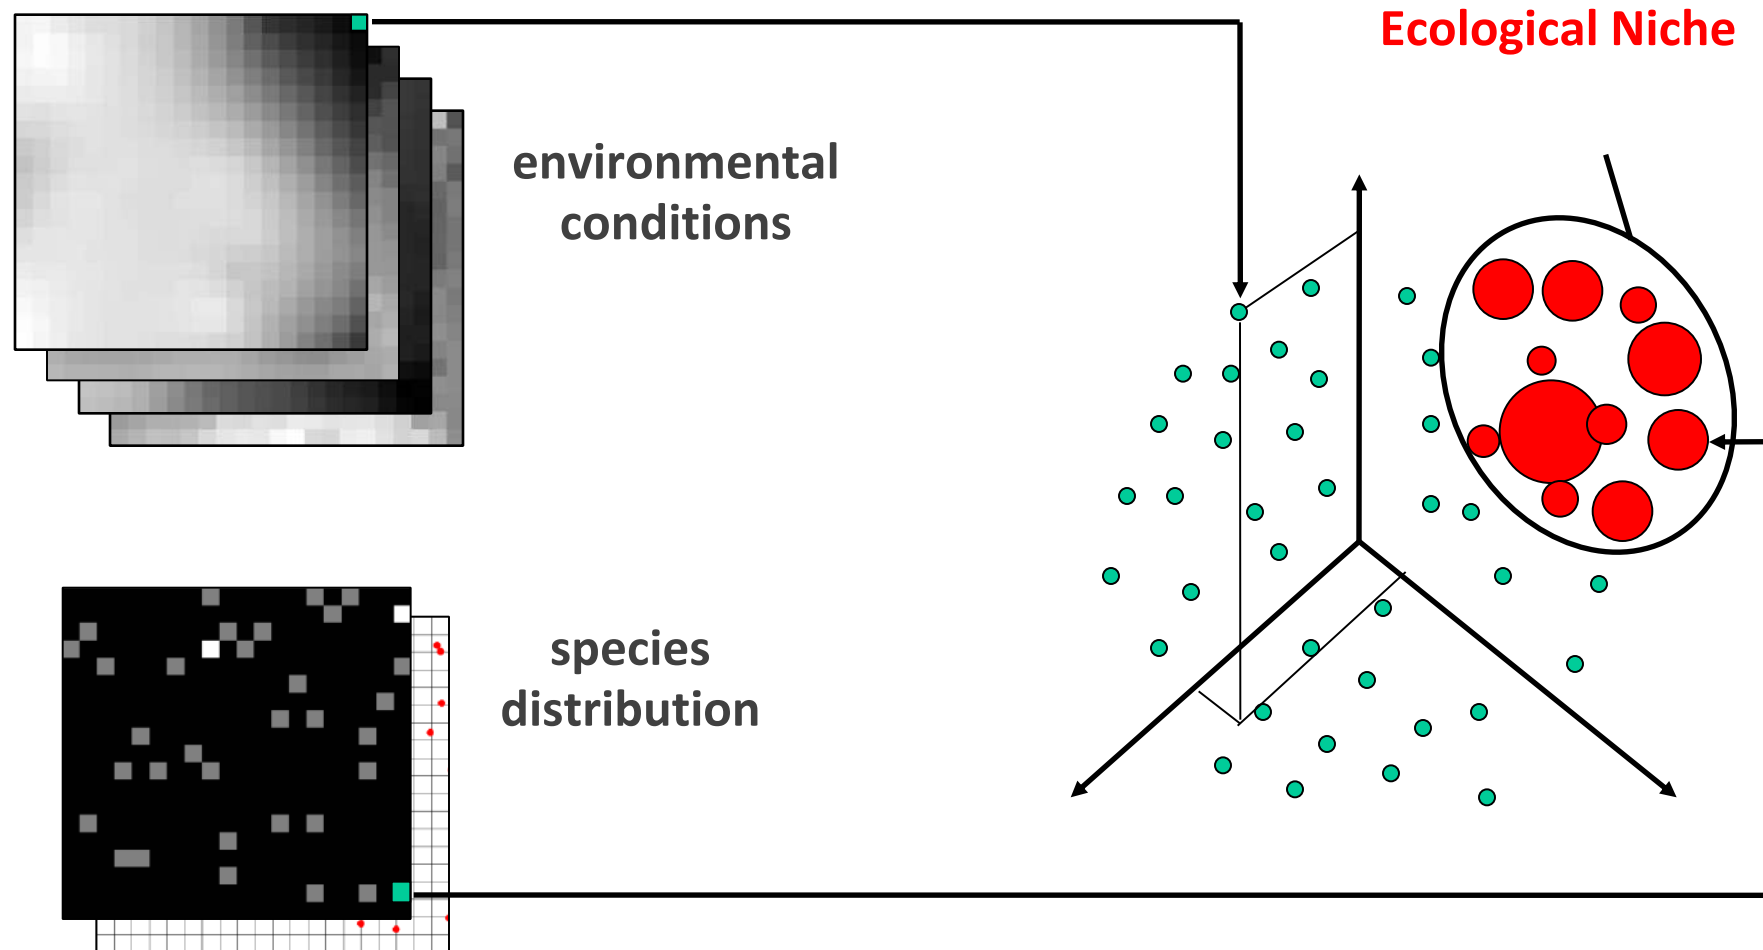 Ecological Niche
environmental
conditions
species
distribution